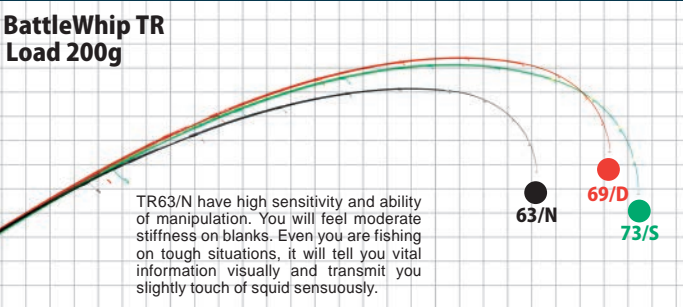 BattleWhip TR
Load 200g
TR63/N have high sensitivity and ability
of manipulation. You will feel moderate
stiffness on blanks. Even you are fishing
on tough situations, it will tell you vital
information visually and transmit you
slightly touch of squid sensuously.
63/N
69/D
73/S